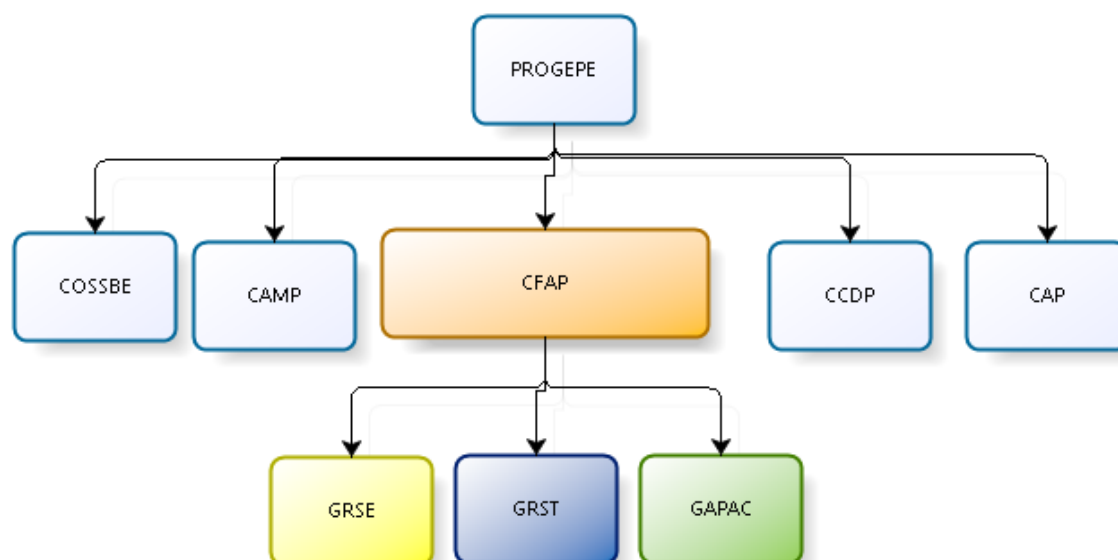 PROGEPE
COSSBE
CAMP
CFAP
CCDP
CAP
GRSE
GRST
GAPAC